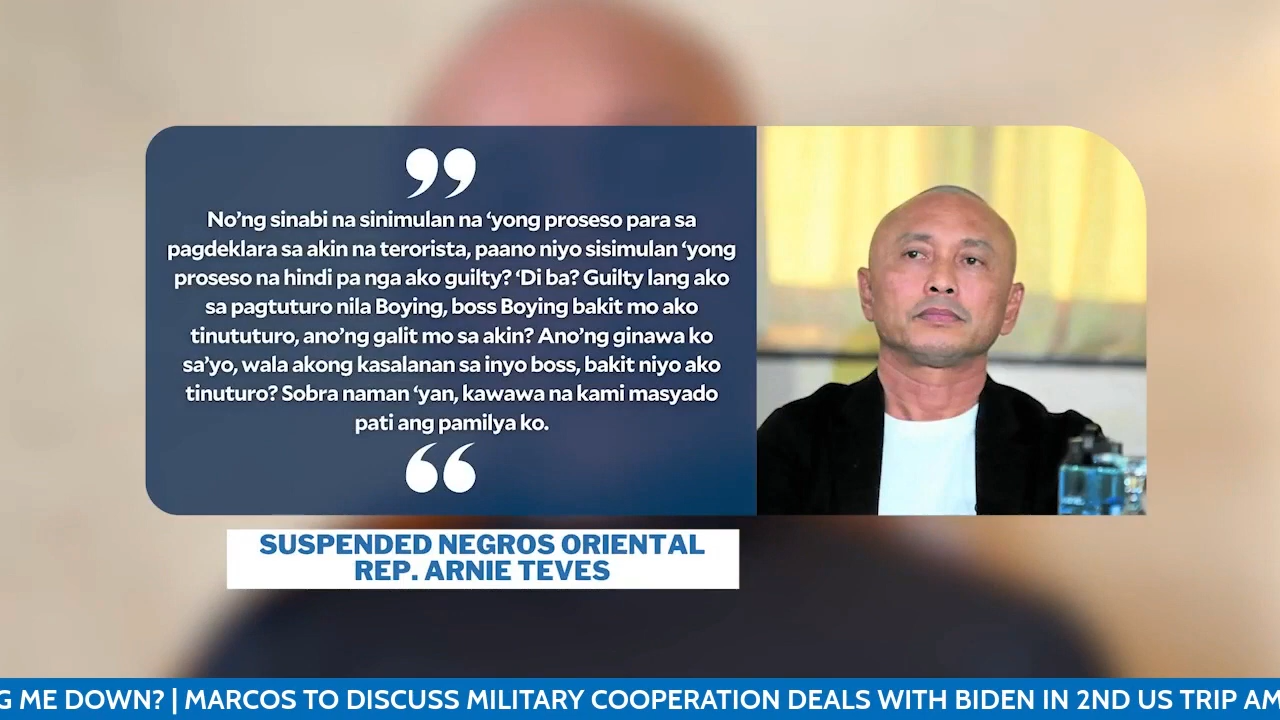 No’ng sinabi na sinimulan na ‘yong proseso para sa
pagdeklara sa akin na terorista, paano niyo sisimulan ‘yong
proseso na hindi pa nga ako guilty? ‘Di ba? Guilty lang ako
sa pagtuturo nila Boying, boss Boying bakit mo ako
tinututuro, ano’ng galit mo sa akin? Ano’ng ginawa ko
sa’yo, wala akong kasalanan sa inyo boss, bakit niyo ako
tinuturo? Sobra naman ‘yan, kawawa na kami masyado
pati ang pamilya ko.
SUSPENDED NEGROS ORIENTAL
REP. ARNIE TEVES
G ME DOWN? | MARCOS TO DISCUSS MILITARY COOPERATION DEALS WITH BIDEN IN 2ND US TRIP AM